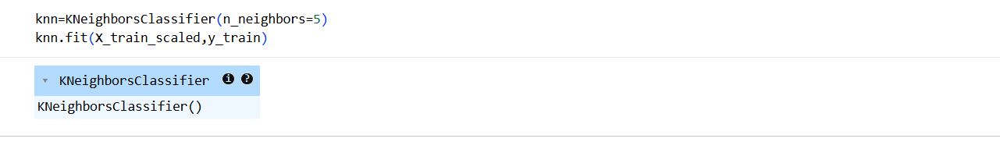 knn=KNeighborsClassifier(n_neighbors=5)
knn.fit(X_train_scaled,y_train)
▾ KNeighborsClassifier i ?
KNeighborsClassifier()